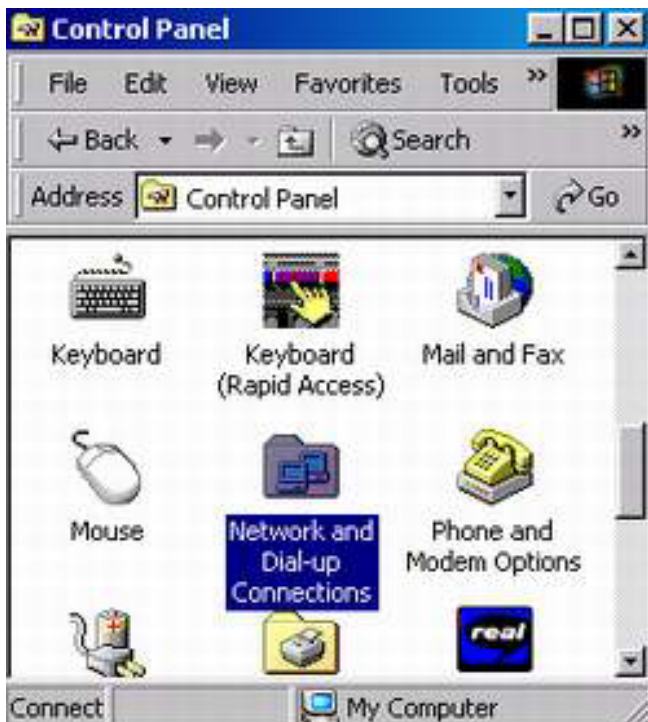 Control Panel
File Edit View Favorites Tools »
Back Search »
Address Control Panel Go
Keyboard Keyboard (Rapid Access) Mail and Fax
Mouse Network and Dial-up Connections Phone and Modem Options
real
Connect My Computer